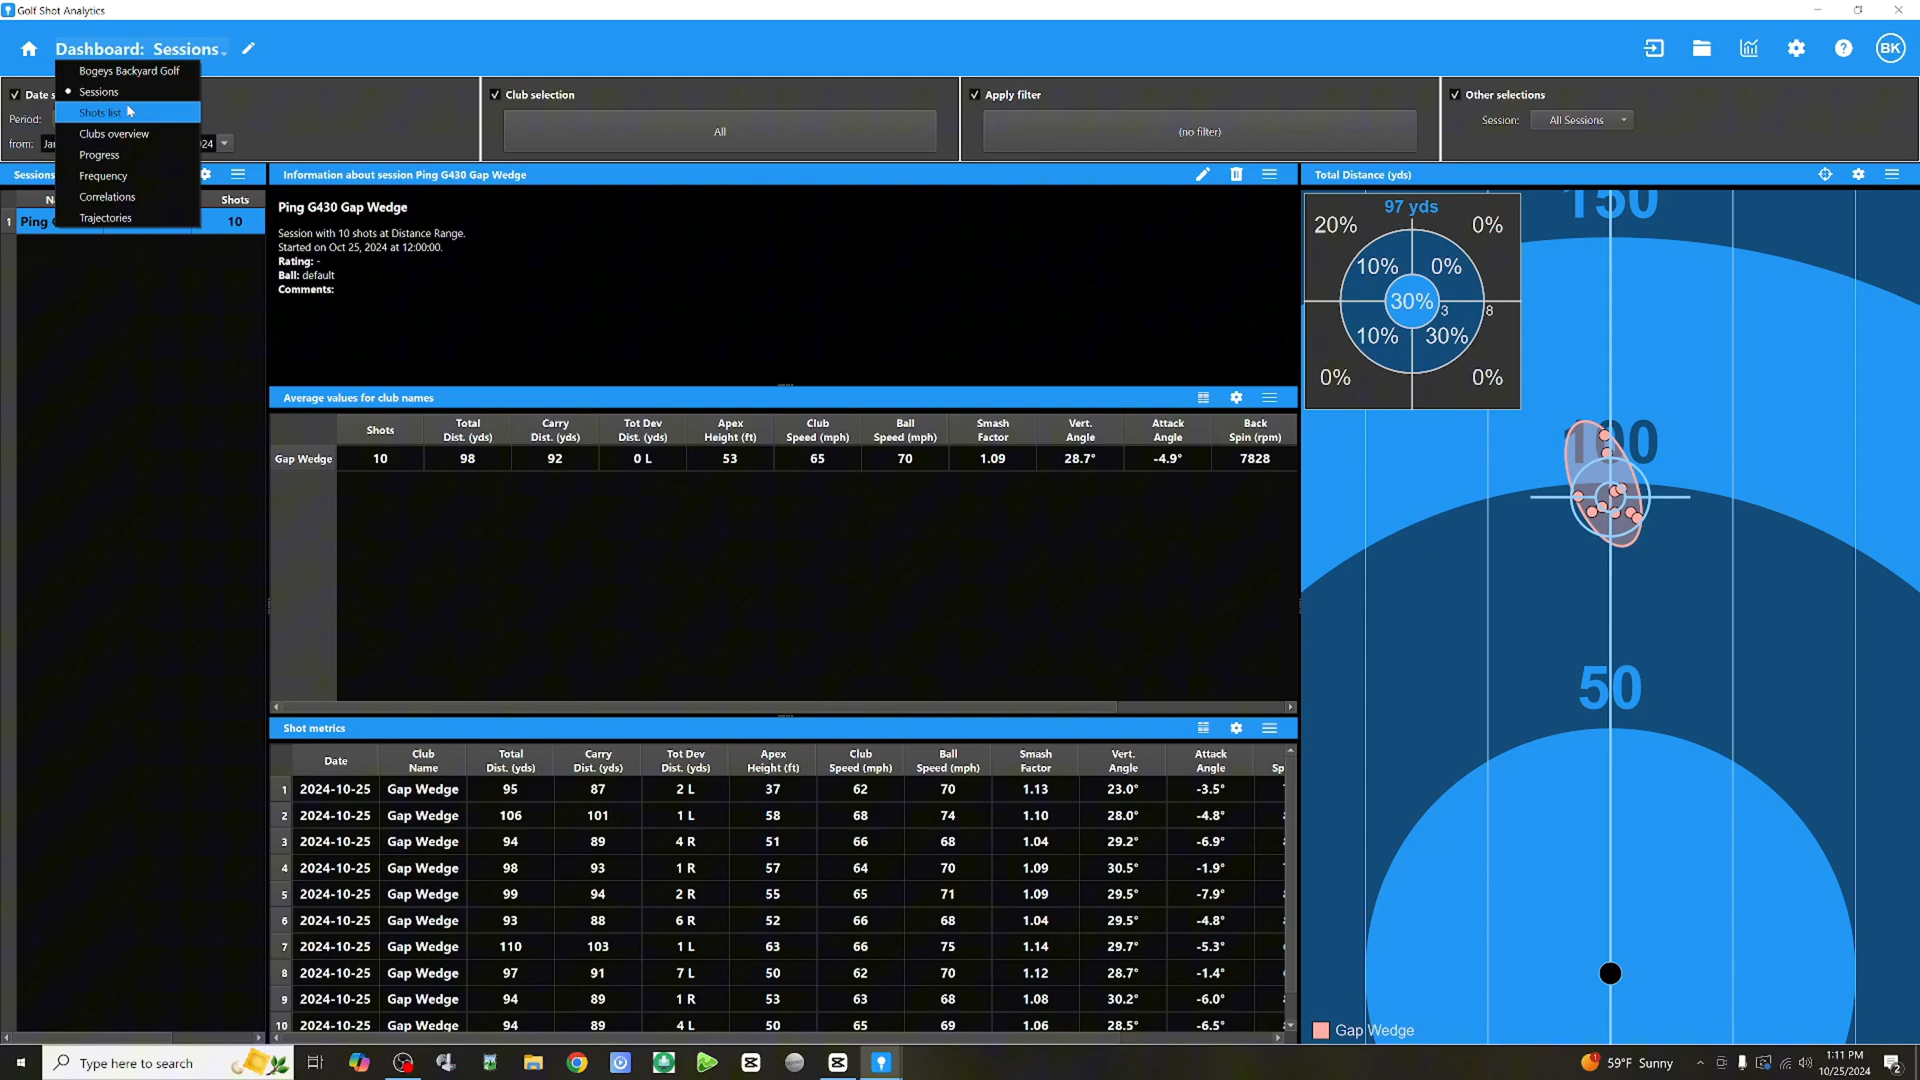 Golf Shot Analytics
Dashboard: Sessions
BK
Bogeys Backyard Golf
Sessions
Shots list
Clubs overview
Progress
Frequency
Correlations
Trajectories
Period:
from:
24
Club selection
All
Apply filter
(no filter)
Other selections
Session: All Sessions
Sessions
Shots
1 Ping 10
Information about session Ping G430 Gap Wedge
Ping G430 Gap Wedge
Session with 10 shots at Distance Range.
Started on Oct 25, 2024 at 12:00:00.
Rating: -
Ball: default
Comments:
Average values for club names
Shots Total Dist. (yds) Carry Dist. (yds) Tot Dev Dist. (yds) Apex Height (ft) Club Speed (mph) Ball Speed (mph) Smash Factor Vert. Angle Attack Angle Back Spin (rpm)
Gap Wedge 10 98 92 0 L 53 65 70 1.09 28.7° -4.9° 7828
Shot metrics
Date Club Name Total Dist. (yds) Carry Dist. (yds) Tot Dev Dist. (yds) Apex Height (ft) Club Speed (mph) Ball Speed (mph) Smash Factor Vert. Angle Attack Angle Sp
1 2024-10-25 Gap Wedge 95 87 2 L 37 62 70 1.13 23.0° -3.5°
2 2024-10-25 Gap Wedge 106 101 1 L 58 68 74 1.10 28.0° -4.8°
3 2024-10-25 Gap Wedge 94 89 4 R 51 66 68 1.04 29.2° -6.9°
4 2024-10-25 Gap Wedge 98 93 1 R 57 64 70 1.09 30.5° -1.9°
5 2024-10-25 Gap Wedge 99 94 2 R 55 65 71 1.09 29.5° -7.9°
6 2024-10-25 Gap Wedge 93 88 6 R 52 66 68 1.04 29.5° -4.8°
7 2024-10-25 Gap Wedge 110 103 1 L 63 66 75 1.14 29.7° -5.3°
8 2024-10-25 Gap Wedge 97 91 7 L 50 62 70 1.12 28.7° -1.4°
9 2024-10-25 Gap Wedge 94 89 1 R 53 63 68 1.08 30.2° -6.0°
10 2024-10-25 Gap Wedge 94 89 4 L 50 65 69 1.06 28.5° -6.5°
Total Distance (yds)
97 yds
20% 0%
10% 0%
30% 3 8
10% 30%
0% 0%
150
100
50
Gap Wedge
Type here to search
59°F Sunny
1:11 PM
10/25/2024
2